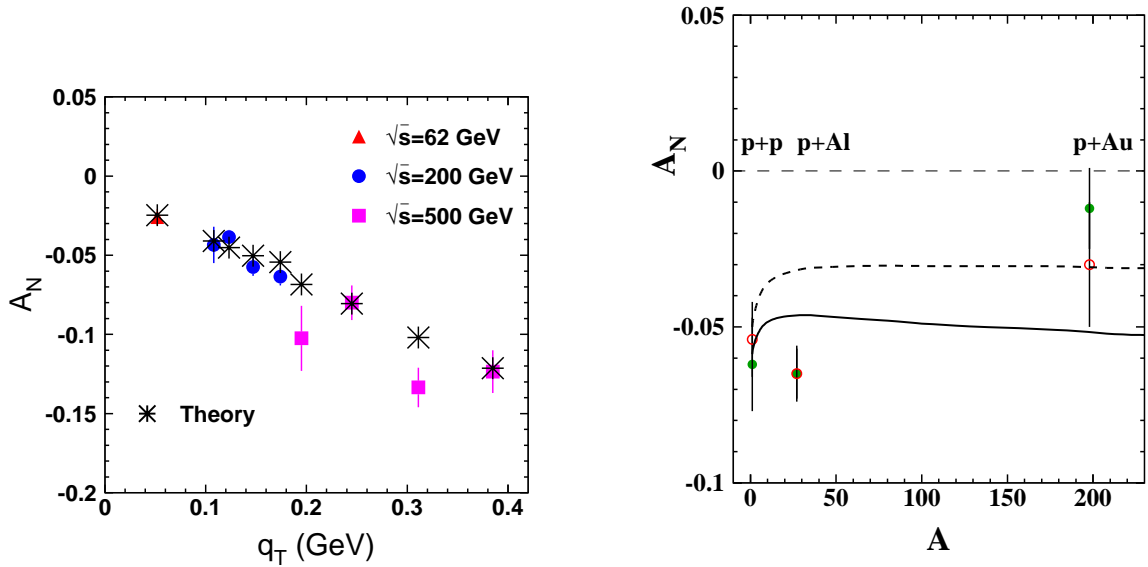 0.05
0
-0.05
-0.1
-0.15
-0.2
A_N
√s̄=62 GeV
√s̄=200 GeV
√s̄=500 GeV
Theory
0 0.1 0.2 0.3 0.4
q_T (GeV)
0.05
0
-0.05
-0.1
A_N
p+p p+Al p+Au
0 50 100 150 200
A